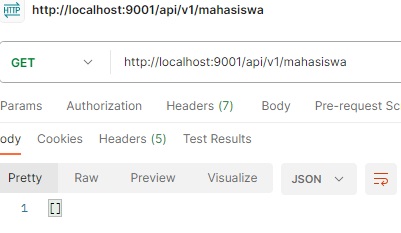 HTTP http://localhost:9001/api/v1/mahasiswa
GET http://localhost:9001/api/v1/mahasiswa
Params Authorization Headers (7) Body Pre-request Sc
ody Cookies Headers (5) Test Results
Pretty Raw Preview Visualize JSON
1 []